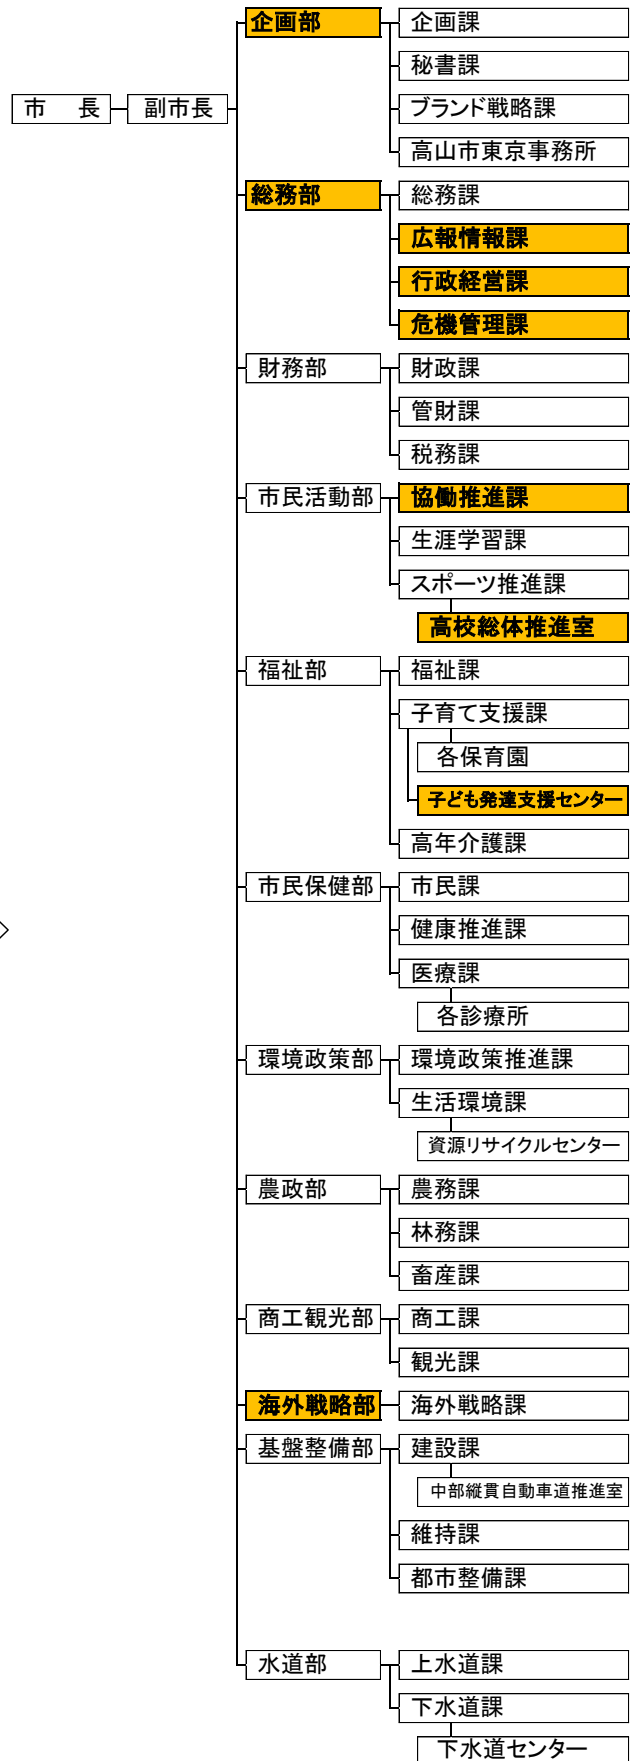 企画部
企画課
秘書課
市　長
副市長
ブランド戦略課
高山市東京事務所
総務部
総務課
広報情報課
行政経営課
危機管理課
財務部
財政課
管財課
税務課
市民活動部
協働推進課
生涯学習課
スポーツ推進課
高校総体推進室
福祉部
福祉課
子育て支援課
各保育園
子ども発達支援センター
高年介護課
市民保健部
市民課
健康推進課
医療課
各診療所
環境政策部
環境政策推進課
生活環境課
資源リサイクルセンター
農政部
農務課
林務課
畜産課
商工観光部
商工課
観光課
海外戦略部
海外戦略課
基盤整備部
建設課
中部縦貫自動車道推進室
維持課
都市整備課
水道部
上水道課
下水道課
下水道センター